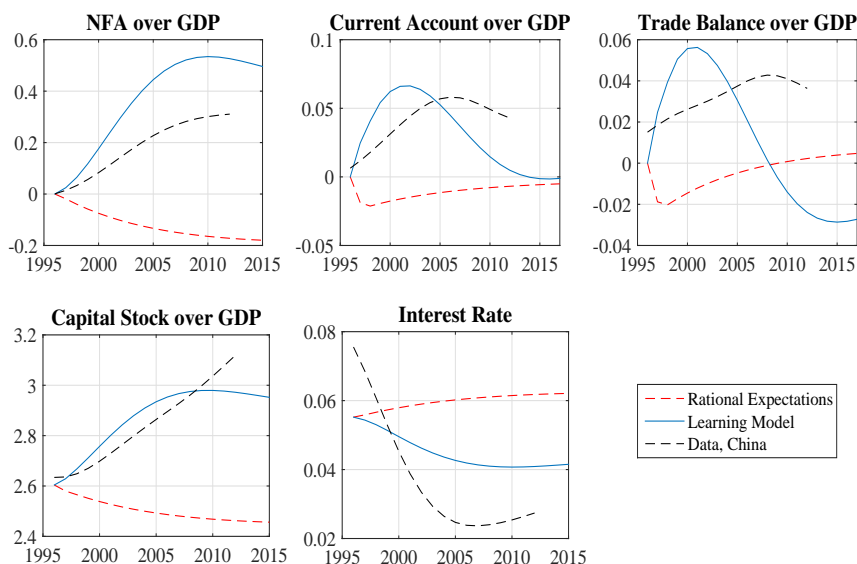 NFA over GDP
0.6
0.4
0.2
0
-0.2
1995 2000 2005 2010 2015
Current Account over GDP
0.1
0.05
0
-0.05
1995 2000 2005 2010 2015
Trade Balance over GDP
0.06
0.04
0.02
0
-0.02
-0.04
1995 2000 2005 2010 2015
Capital Stock over GDP
3.2
3
2.8
2.6
2.4
1995 2000 2005 2010 2015
Interest Rate
0.08
0.06
0.04
0.02
1995 2000 2005 2010 2015
Rational Expectations
Learning Model
Data, China